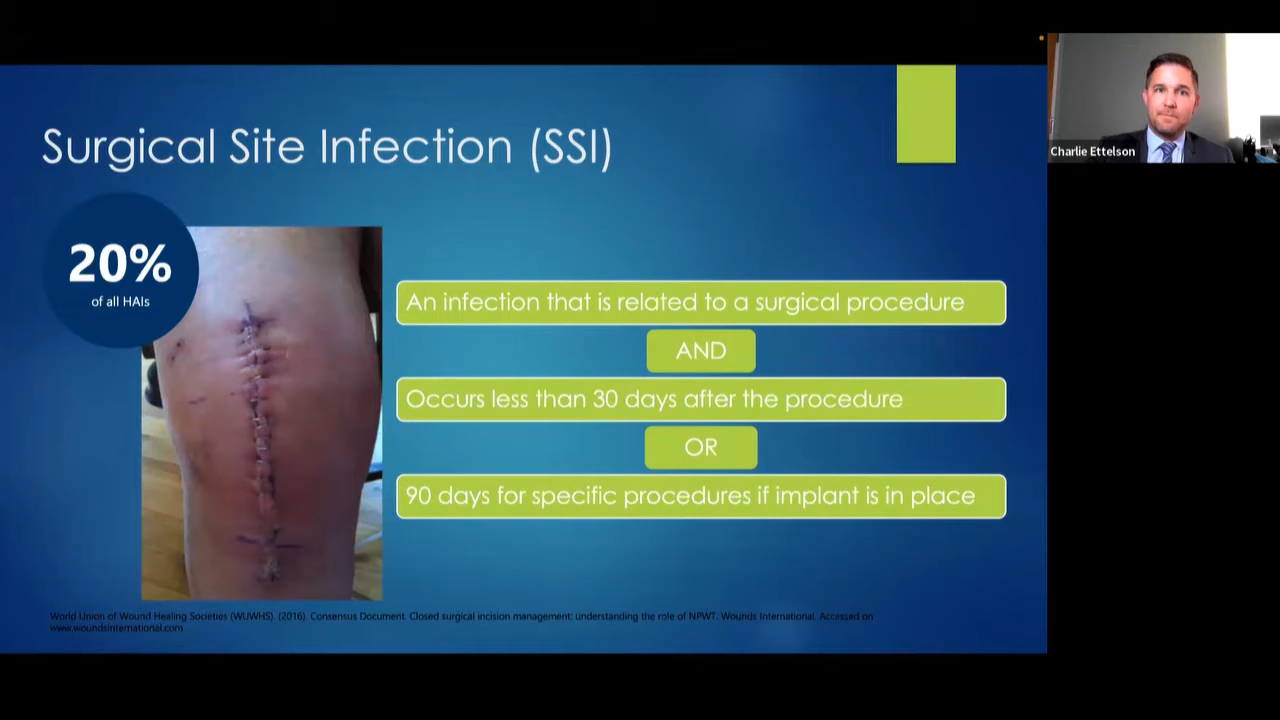 Surgical Site Infection (SSI)
20%
of all HAIs
An infection that is related to a surgical procedure
AND
Occurs less than 30 days after the procedure
OR
90 days for specific procedures if implant is in place
World Union of Wound Healing Societies (WUWHS). (2016). Consensus Document. Closed surgical incision management: understanding the role of NPWT. Wounds International. Accessed on
www.woundsinternational.com
Charlie Ettelson